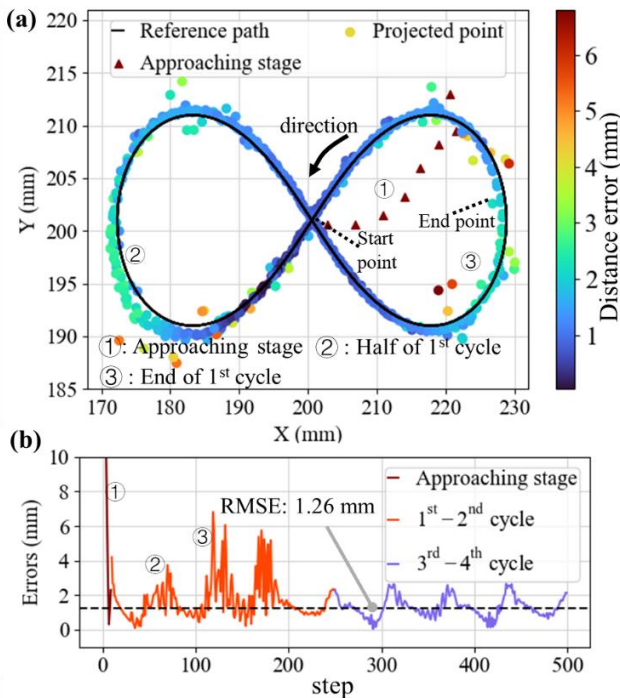 (a)
220
Reference path
Projected point
Approaching stage
215
210
direction
205
①
Y (mm)
200
Start
point
End point
195
②
③
190
① : Approaching stage
② : Half of 1st cycle
③ : End of 1st cycle
185
170 180 190 200 210 220 230
X (mm)
6
5
4
3
2
1
Distance error (mm)
(b)
10
8
6
4
2
0
Errors (mm)
①
②
③
RMSE: 1.26 mm
Approaching stage
1st – 2nd cycle
3rd – 4th cycle
0 100 200 300 400 500
step